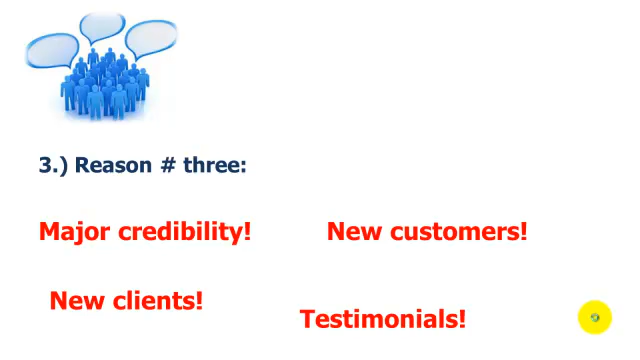 3.) Reason # three:
Major credibility!
New customers!
New clients!
Testimonials!